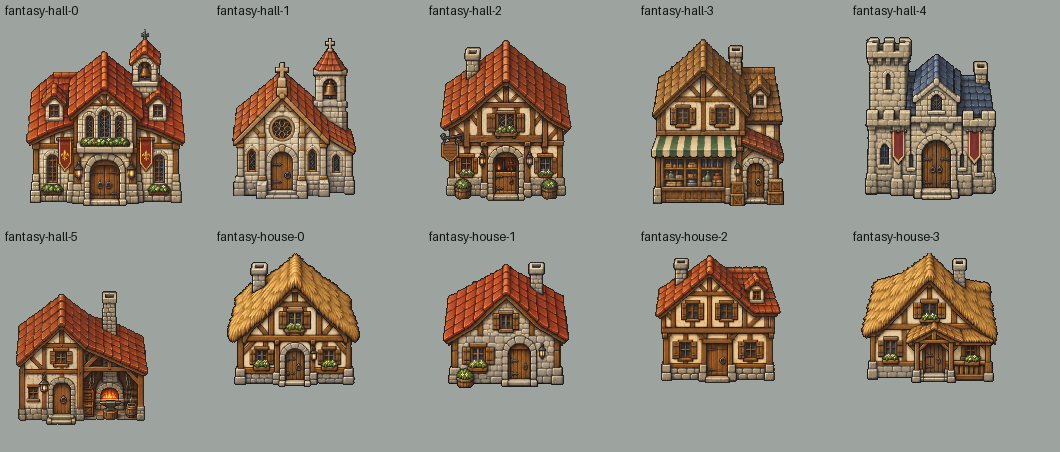 fantasy-hall-0
fantasy-hall-1
fantasy-hall-2
fantasy-hall-3
fantasy-hall-4
fantasy-hall-5
fantasy-house-0
fantasy-house-1
fantasy-house-2
fantasy-house-3